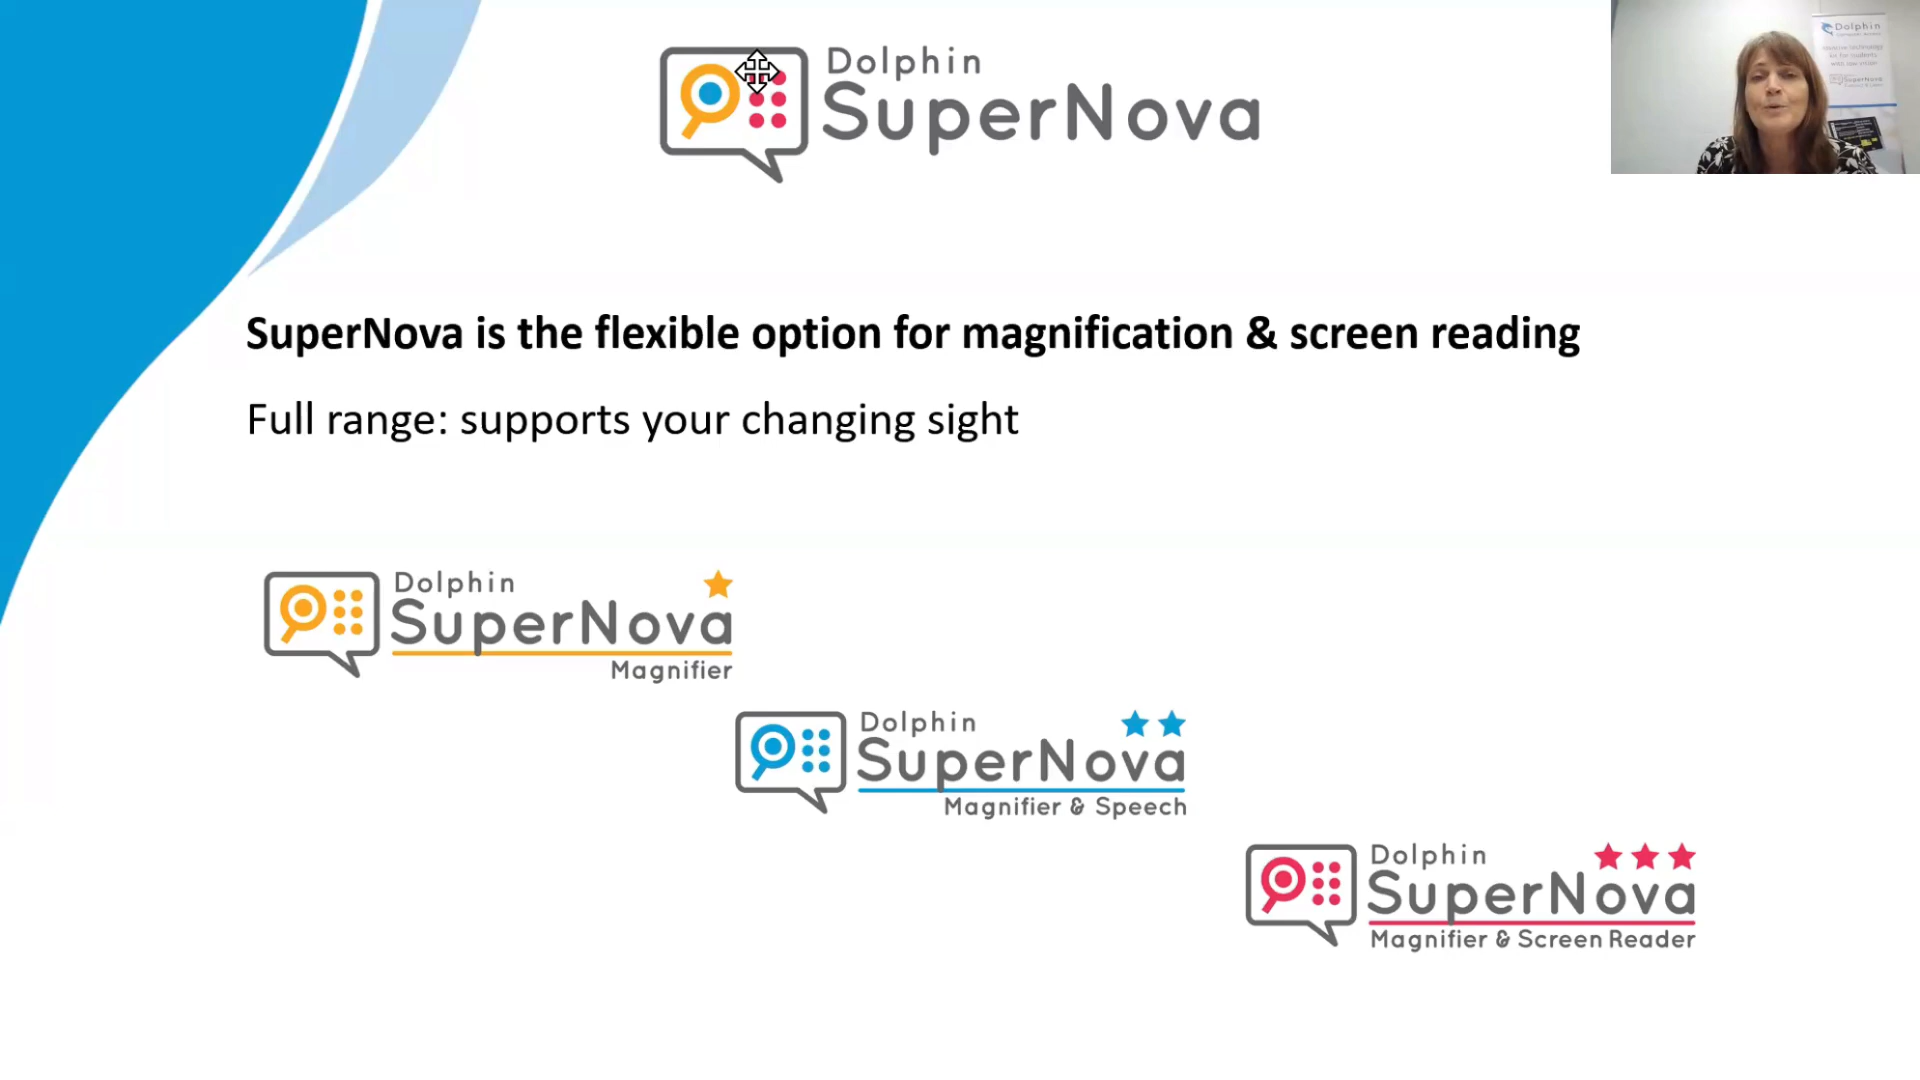 Dolphin
SuperNova
Dolphin
SuperNova is the flexible option for magnification & screen reading
Full range: supports your changing sight
Dolphin
SuperNova
Magnifier
Dolphin
SuperNova
Magnifier & Speech
Dolphin
SuperNova
Magnifier & Screen Reader